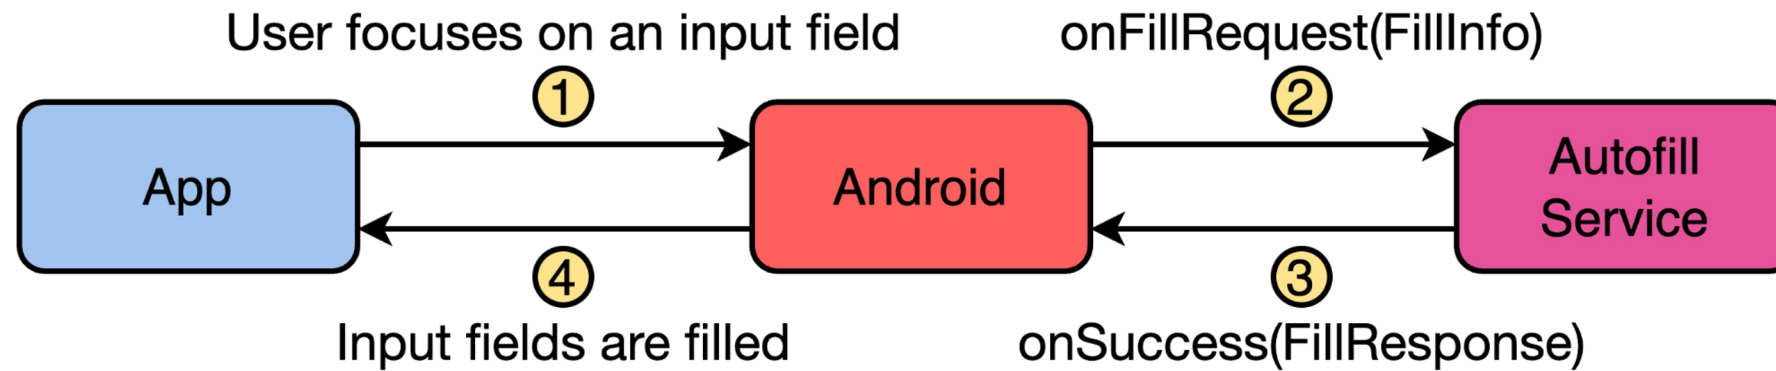 User focuses on an input field
onFillRequest(FillInfo)
1
2
App
Android
Autofill
Service
4
3
Input fields are filled
onSuccess(FillResponse)